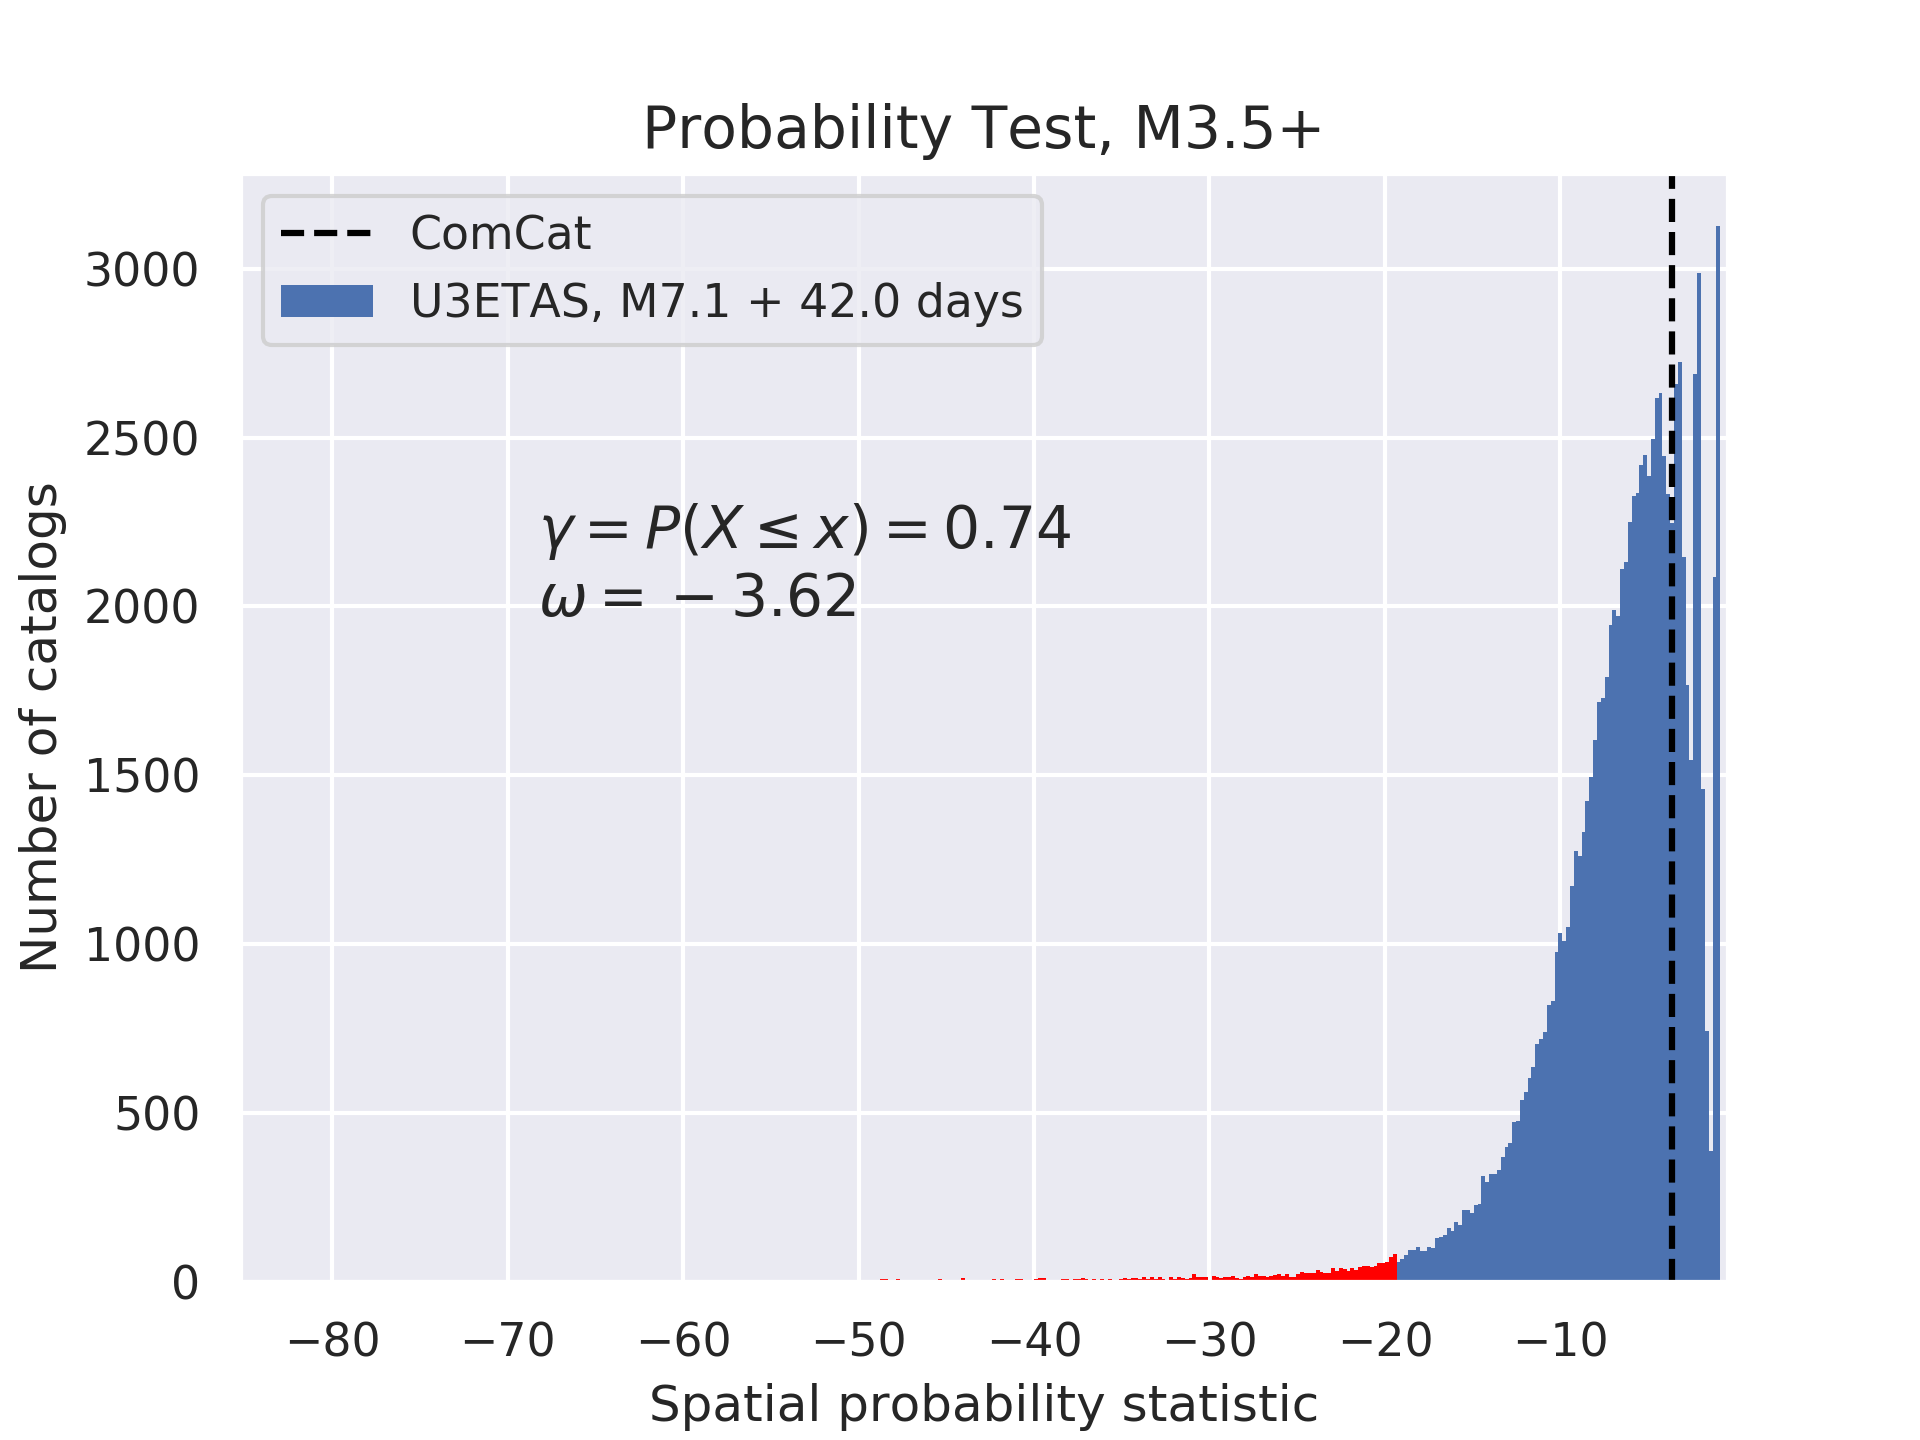 Probability Test, M3.5+
ComCat
U3ETAS, M7.1 + 42.0 days
γ = P(X ≤ x) = 0.74
ω = − 3.62
Number of catalogs
3000
2500
2000
1500
1000
500
0
−80 −70 −60 −50 −40 −30 −20 −10
Spatial probability statistic